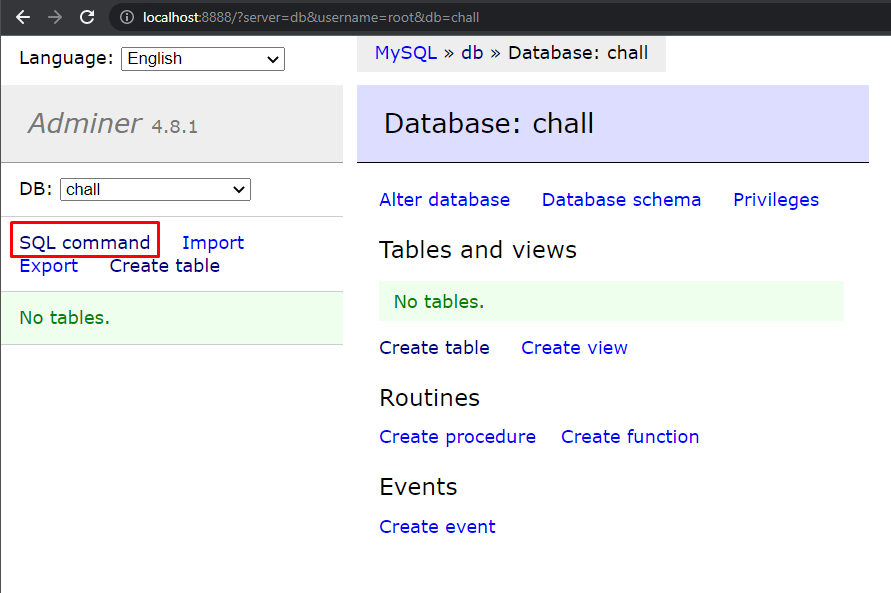 localhost:8888/?server=db&username=root&db=chall
Language: English
Adminer 4.8.1
DB: chall
SQL command Import
Export Create table
No tables.
MySQL » db » Database: chall
Database: chall
Alter database Database schema Privileges
Tables and views
No tables.
Create table Create view
Routines
Create procedure Create function
Events
Create event